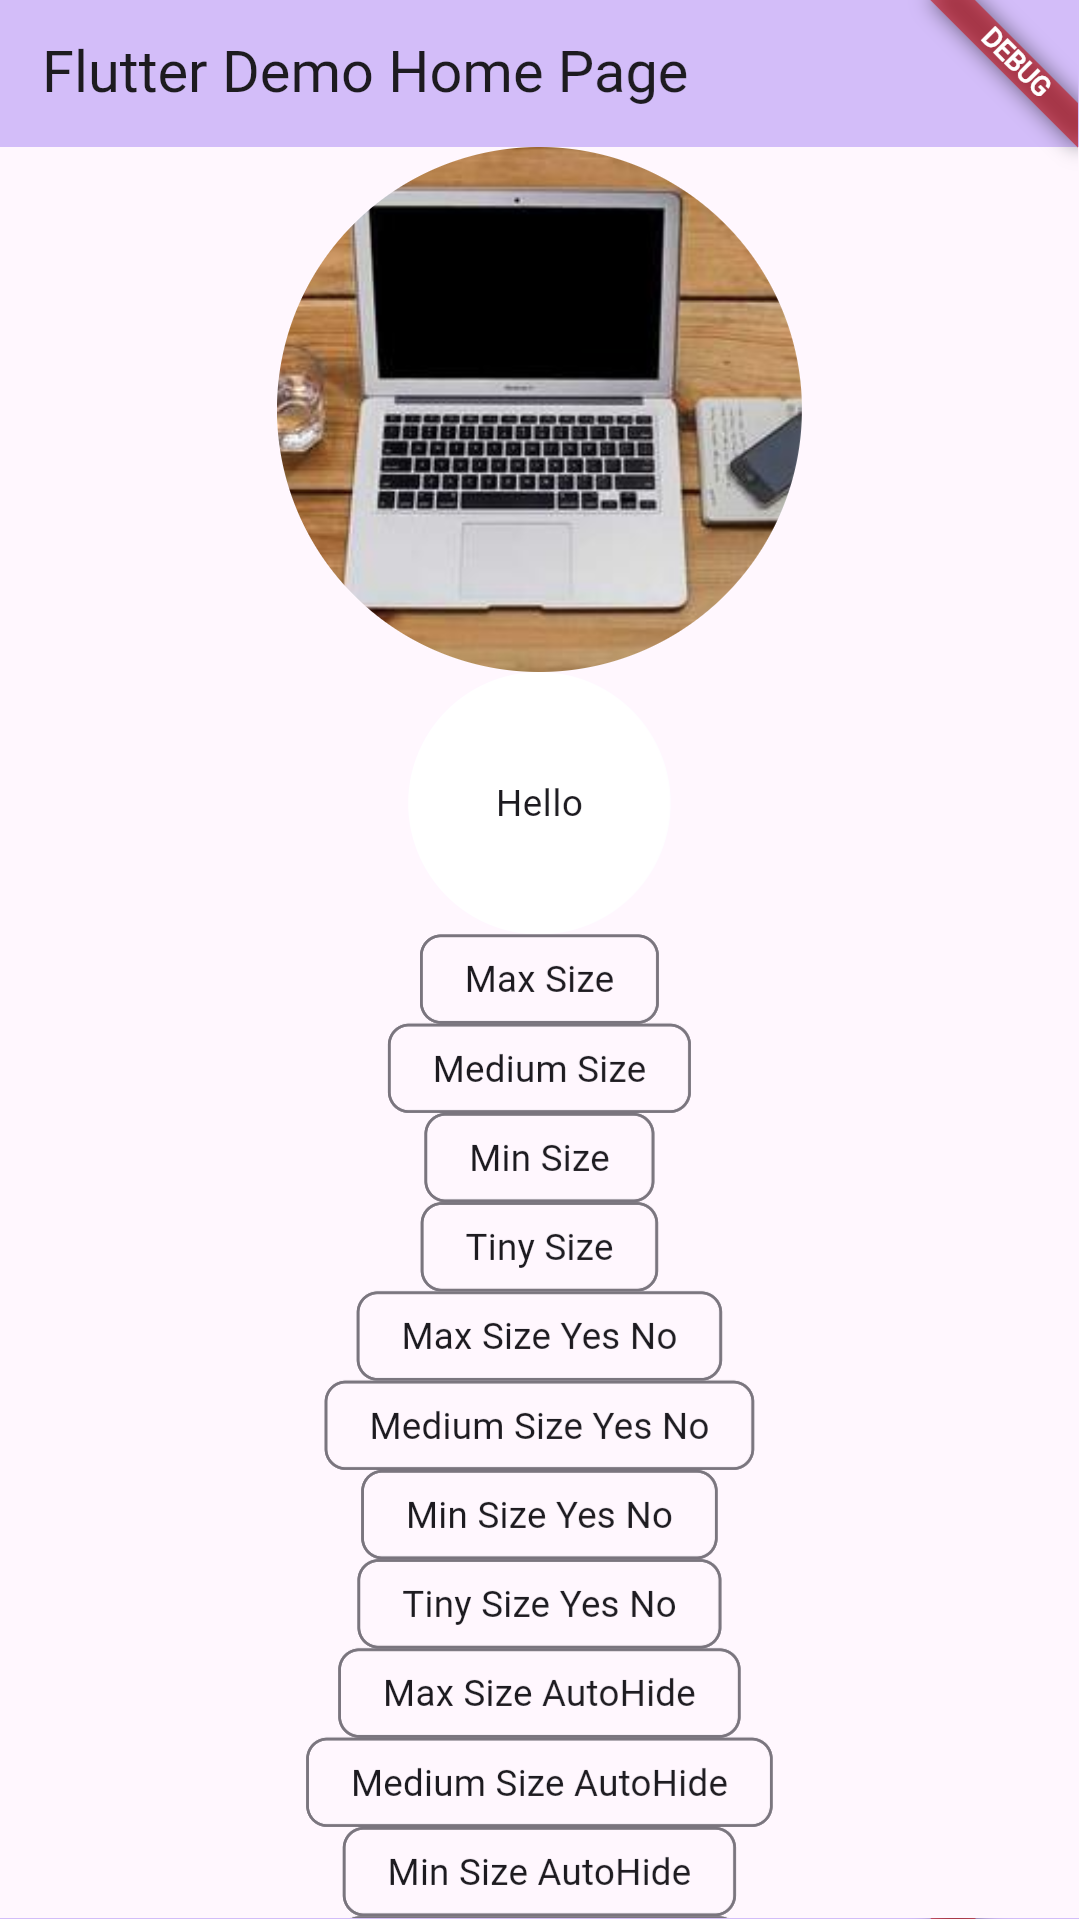 Flutter Demo Home Page
DEBUG
Hello
Max Size
Medium Size
Min Size
Tiny Size
Max Size Yes No
Medium Size Yes No
Min Size Yes No
Tiny Size Yes No
Max Size AutoHide
Medium Size AutoHide
Min Size AutoHide